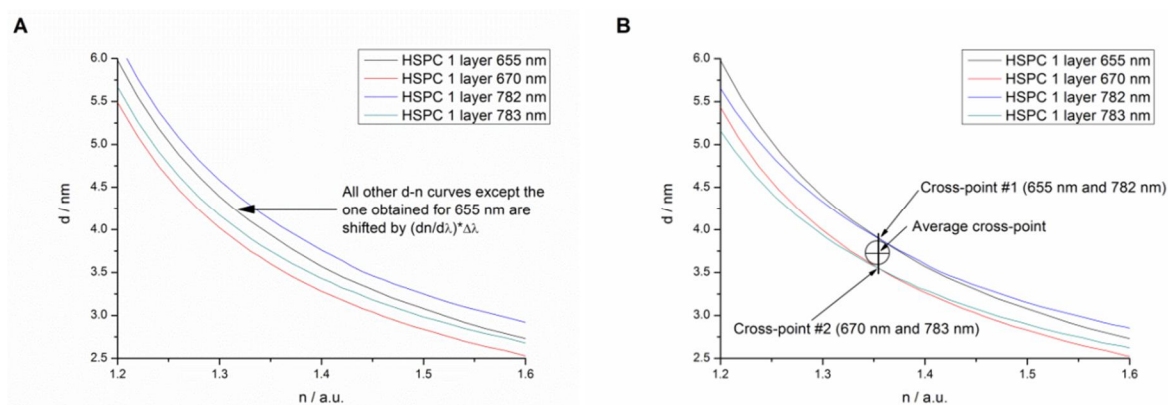 A
6.0
5.5
5.0
4.5
4.0
3.5
3.0
2.5
d / nm
1.2
1.3
1.4
1.5
1.6
n / a.u.
HSPC 1 layer 655 nm
HSPC 1 layer 670 nm
HSPC 1 layer 782 nm
HSPC 1 layer 783 nm
All other d-n curves except the
one obtained for 655 nm are
shifted by (dn/dλ)*Δλ
B
6.0
5.5
5.0
4.5
4.0
3.5
3.0
2.5
d / nm
1.2
1.3
1.4
1.5
1.6
n / a.u.
HSPC 1 layer 655 nm
HSPC 1 layer 670 nm
HSPC 1 layer 782 nm
HSPC 1 layer 783 nm
Cross-point #1 (655 nm and 782 nm)
Average cross-point
Cross-point #2 (670 nm and 783 nm)